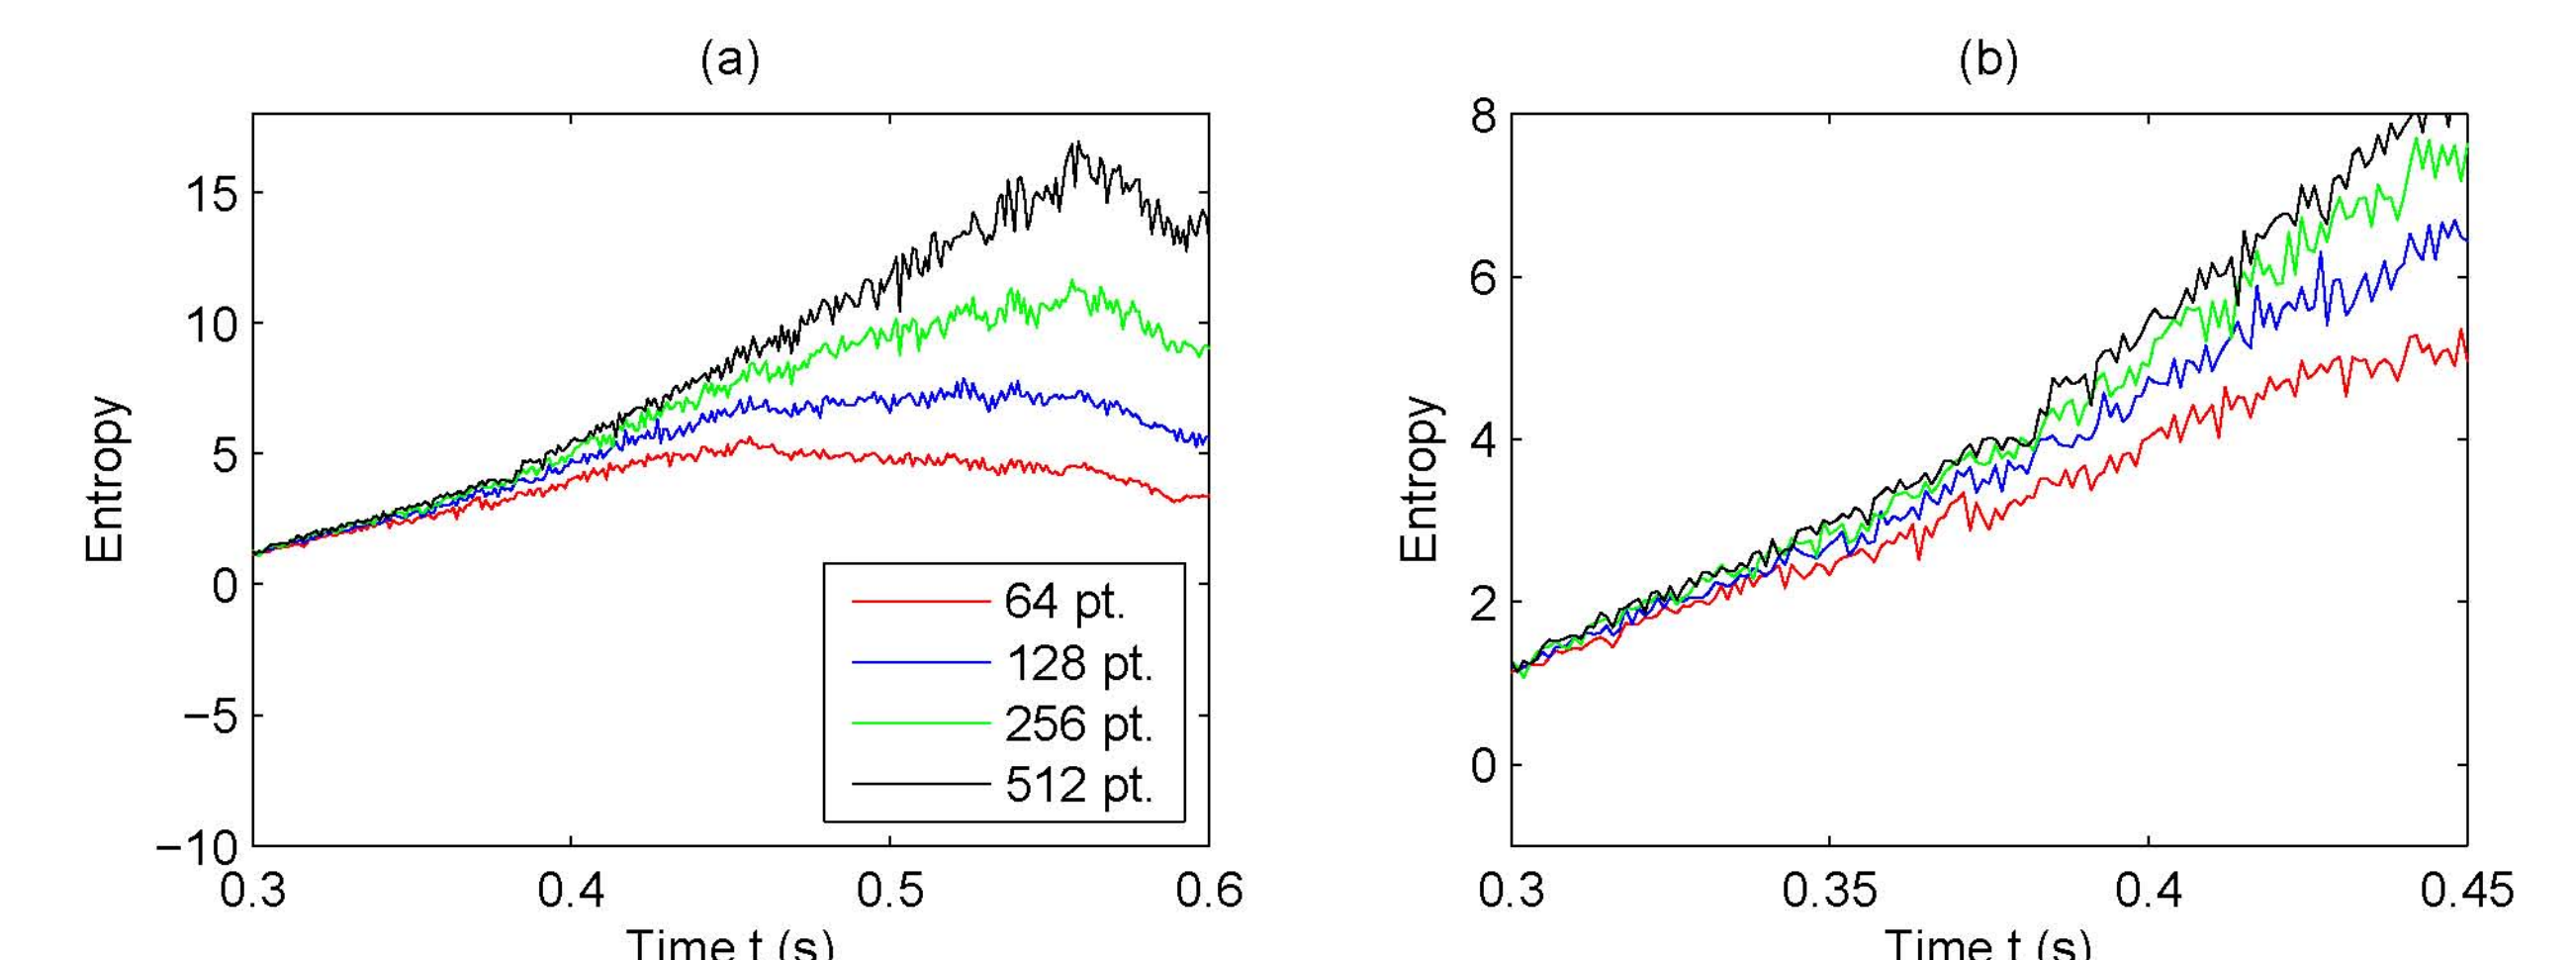 (a)
15
10
5
0
−5
−10
0.3 0.4 0.5 0.6
Entropy
Time t (s)
64 pt.
128 pt.
256 pt.
512 pt.
(b)
8
6
4
2
0
0.3 0.35 0.4 0.45
Entropy
Time t (s)